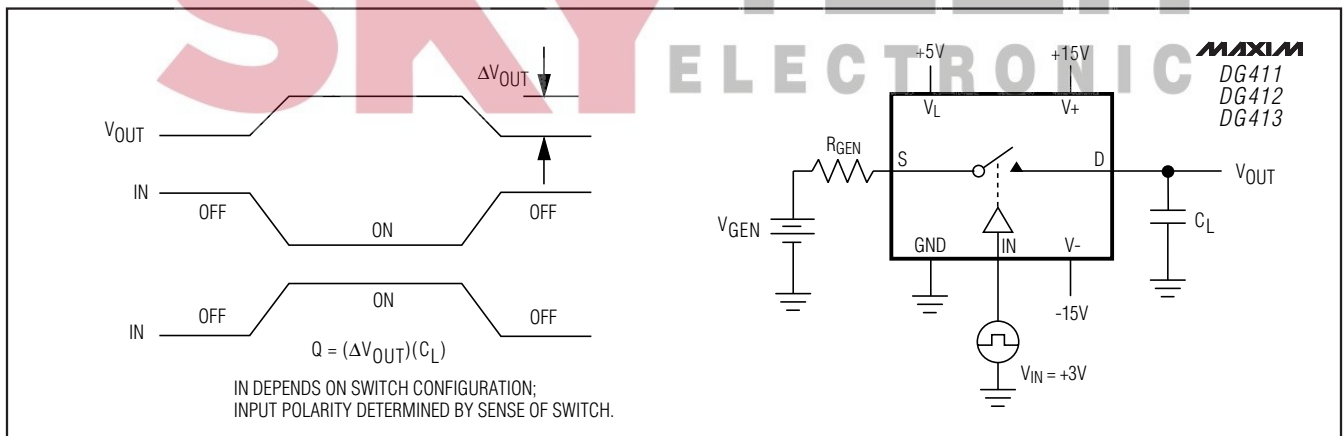 SKY
ELECTRONIC
ΔVOUT
VOUT
IN
OFF
ON
OFF
IN
OFF
ON
OFF
Q = (ΔVOUT)(CL)
IN DEPENDS ON SWITCH CONFIGURATION;
INPUT POLARITY DETERMINED BY SENSE OF SWITCH.
+5V
+15V
MAXIM
DG411
DG412
DG413
VL
V+
RGEN
S
D
VOUT
VGEN
CL
GND
IN
V-
-15V
VIN = +3V